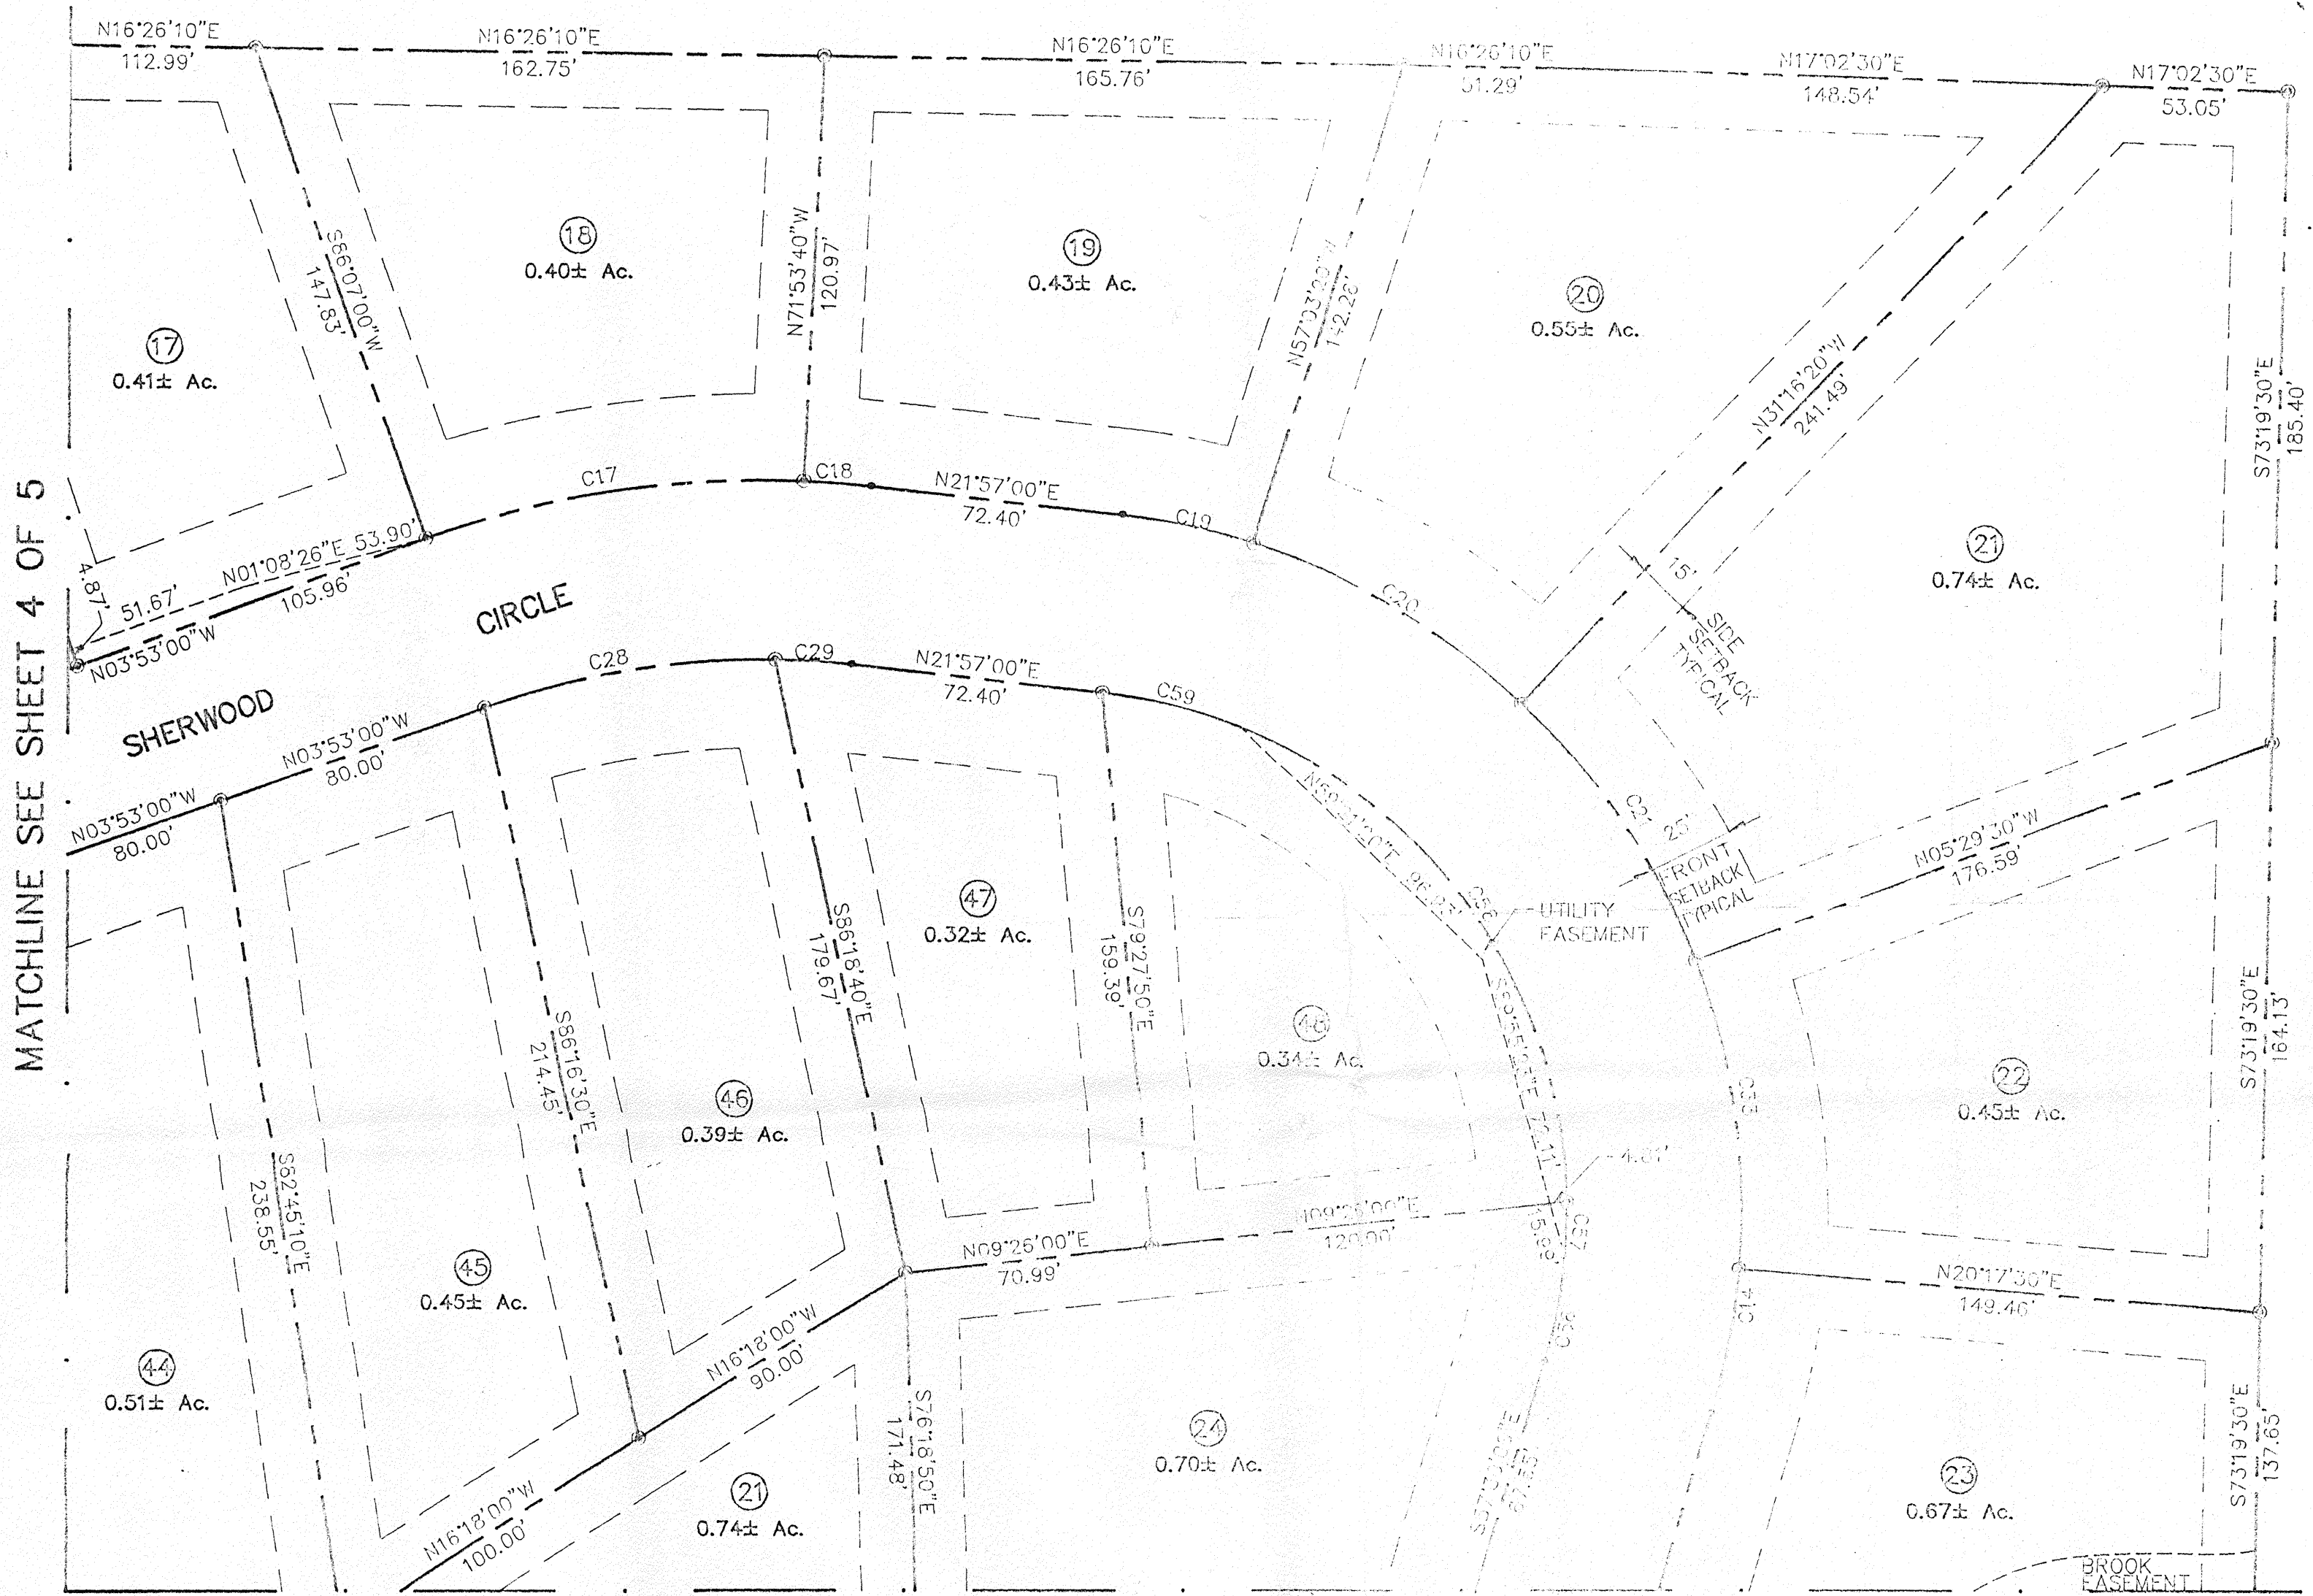 N16°26'10"E
112.99'
N16°26'10"E
162.75'
N16°26'10"E
165.76'
N16°26'10"E
51.29'
N17°02'30"E
148.54'
N17°02'30"E
53.05'
S66°07'00"W
147.83'
18
0.40± Ac.
N71°53'40"W
120.97'
19
0.43± Ac.
N57°03'20"W
20
0.55± Ac.
N31°16'20"W
241.49'
S73°19'30"E
185.40'
17
0.41± Ac.
21
0.74± Ac.
C17
C18
N21°57'00"E
72.40'
C19
C20
15'
SIDE
SETBACK
TYPICAL
4.87'
51.67'
N01°08'26"E 53.90'
105.96'
N03°53'00"W
SHERWOOD
CIRCLE
MATCHLINE SEE SHEET 4 OF 5
C28
C29
N21°57'00"E
72.40'
C59
N03°53'00"W
80.00'
N03°53'00"W
80.00'
25'
FRONT
SETBACK
TYPICAL
N05°29'30"W
176.59'
47
0.32± Ac.
S86°18'40"E
179.67'
S79°27'50"E
159.39'
UTILITY
EASEMENT
48
0.34± Ac.
S86°16'30"E
214.45'
46
0.39± Ac.
S73°19'30"E
164.13'
22
0.45± Ac.
4.81'
S82°45'10"E
238.55'
45
0.45± Ac.
N09°26'00"E
70.99'
N09°26'00"E
120.00'
15.69'
C57
C14
N20°17'30"E
149.46'
44
0.51± Ac.
N16°18'00"W
90.00'
S76°18'50"E
171.48'
24
0.70± Ac.
S73°19'30"E
137.65'
23
0.67± Ac.
21
0.74± Ac.
N16°18'00"W
100.00'
BROOK
EASEMENT